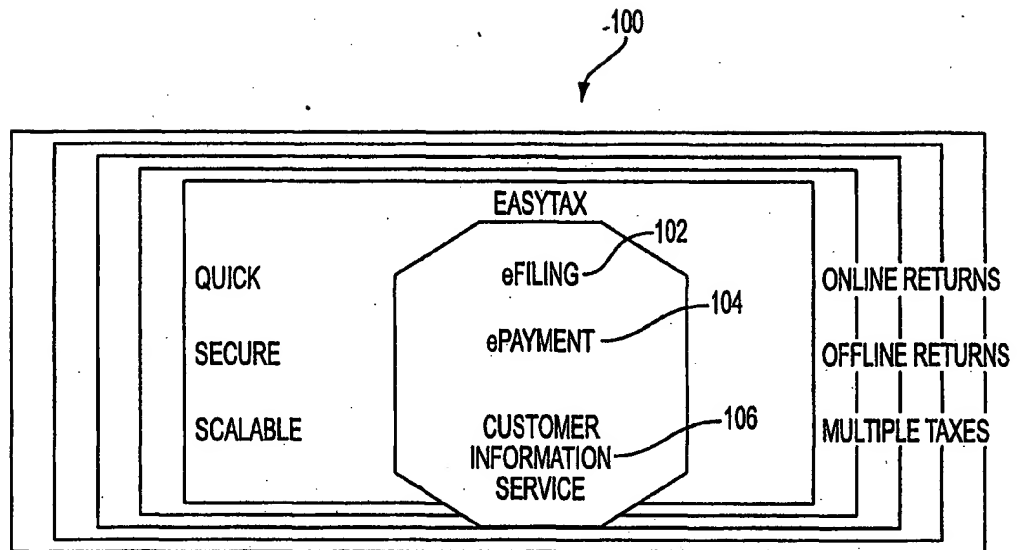 100
EASYTAX
102
QUICK
eFILING
ONLINE RETURNS
104
SECURE
ePAYMENT
OFFLINE RETURNS
106
SCALABLE
CUSTOMER
INFORMATION
SERVICE
MULTIPLE TAXES